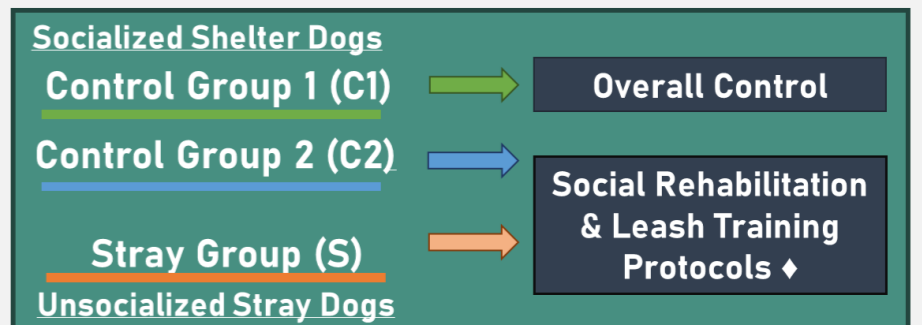 Socialized Shelter Dogs
Control Group 1 (C1)
Overall Control
Control Group 2 (C2)
Social Rehabilitation
& Leash Training
Protocols ♦
Stray Group (S)
Unsocialized Stray Dogs